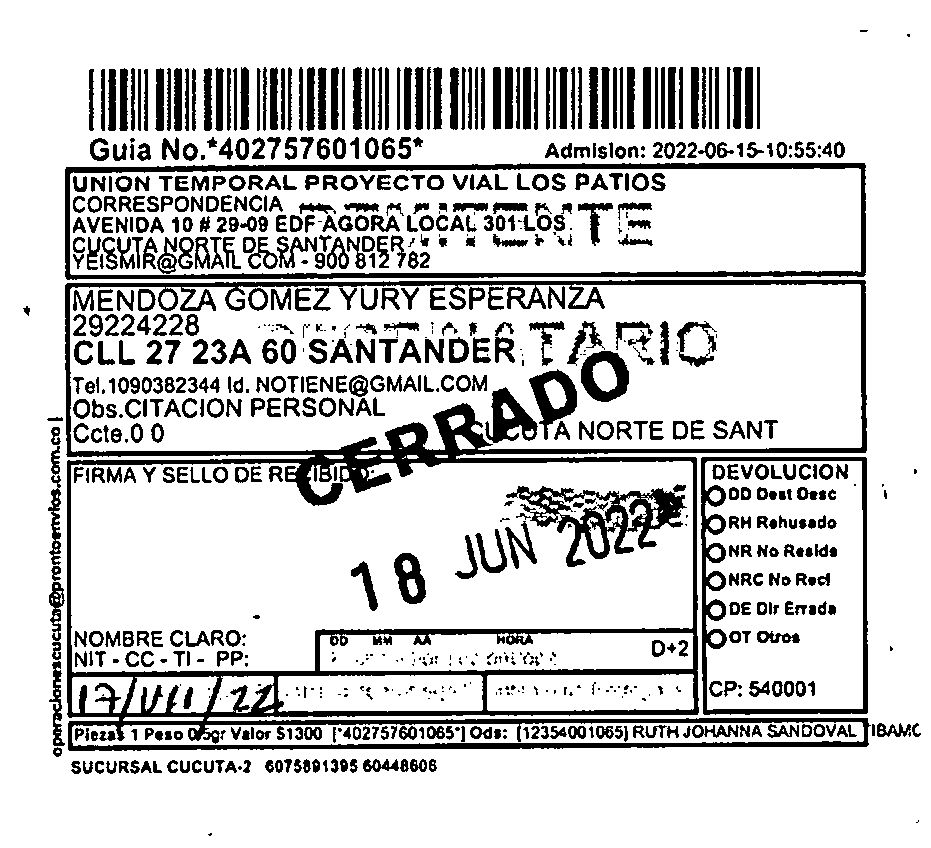 Guia No.*402757601065*
Admision: 2022-06-15-10:55:40
UNION TEMPORAL PROYECTO VIAL LOS PATIOS
CORRESPONDENCIA
AVENIDA 10 # 29-09 EDF AGORA LOCAL 301 LOS
CUCUTA NORTE DE SANTANDER
YEISMIR@GMAIL COM - 900 812 782
MENDOZA GOMEZ YURY ESPERANZA
29224228
CLL 27 23A 60 SANTANDER
Tel.1090382344 Id. NOTIENE@GMAIL.COM
Obs.CITACION PERSONAL
Ccte.0 0
CUCUTA NORTE DE SANT
CERRADO
FIRMA Y SELLO DE RECIBIDO:
18 JUN 2022
NOMBRE CLARO:
NIT - CC - TI - PP:
DD MM AA HORA
D+2
17/VII/22
DEVOLUCION
DD Dest Desc
RH Rehusado
NR No Reside
NRC No Recl
DE Dir Errada
OT Otros
CP: 540001
operacionescucuta@prontoenvios.com.co
Piezas 1 Peso 0/5gr Valor $1300 [*402757601065*] Ods: (12354001065) RUTH JOHANNA SANDOVAL TIBAMC
SUCURSAL CUCUTA-2 6075891395 60448606